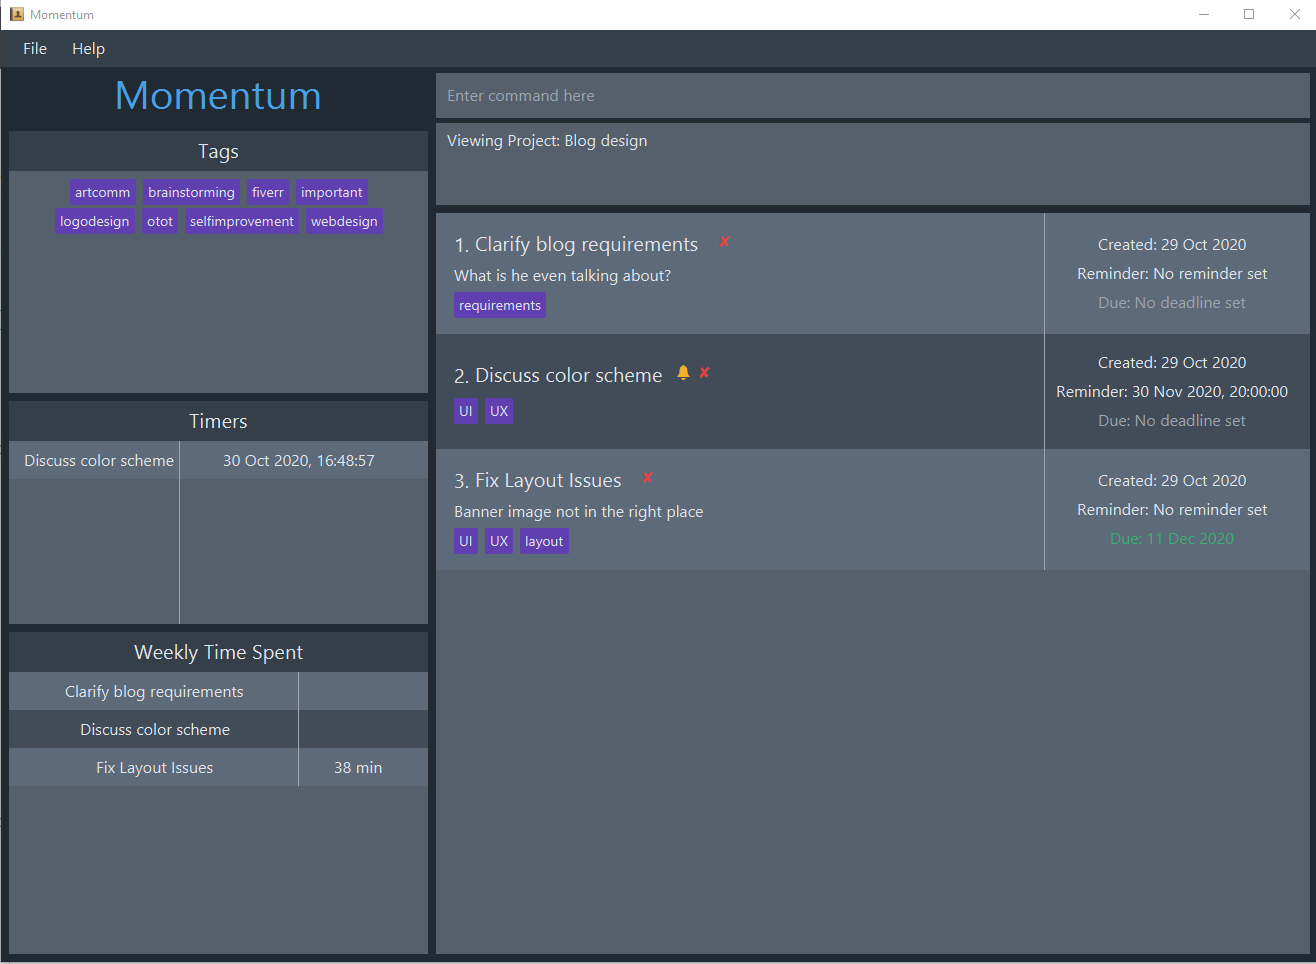 Momentum
File Help
Momentum
Tags
artcomm brainstorming fiverr important
logodesign otot selfimprovement webdesign
Timers
Discuss color scheme 30 Oct 2020, 16:48:57
Weekly Time Spent
Clarify blog requirements
Discuss color scheme
Fix Layout Issues 38 min
Enter command here
Viewing Project: Blog design
1. Clarify blog requirements ✘
What is he even talking about?
requirements
Created: 29 Oct 2020
Reminder: No reminder set
Due: No deadline set
2. Discuss color scheme 🔔 ✘
UI UX
Created: 29 Oct 2020
Reminder: 30 Nov 2020, 20:00:00
Due: No deadline set
3. Fix Layout Issues ✘
Banner image not in the right place
UI UX layout
Created: 29 Oct 2020
Reminder: No reminder set
Due: 11 Dec 2020